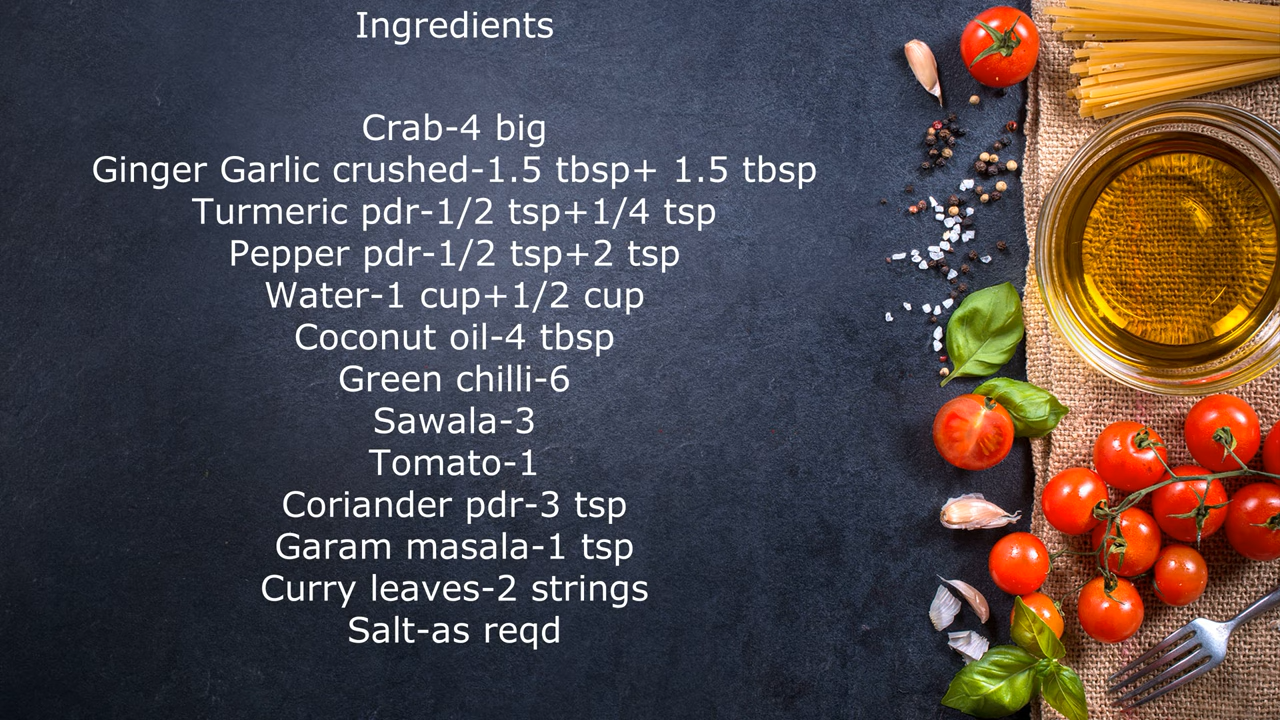 Ingredients
Crab-4 big
Ginger Garlic crushed-1.5 tbsp+ 1.5 tbsp
Turmeric pdr-1/2 tsp+1/4 tsp
Pepper pdr-1/2 tsp+2 tsp
Water-1 cup+1/2 cup
Coconut oil-4 tbsp
Green chilli-6
Sawala-3
Tomato-1
Coriander pdr-3 tsp
Garam masala-1 tsp
Curry leaves-2 strings
Salt-as reqd